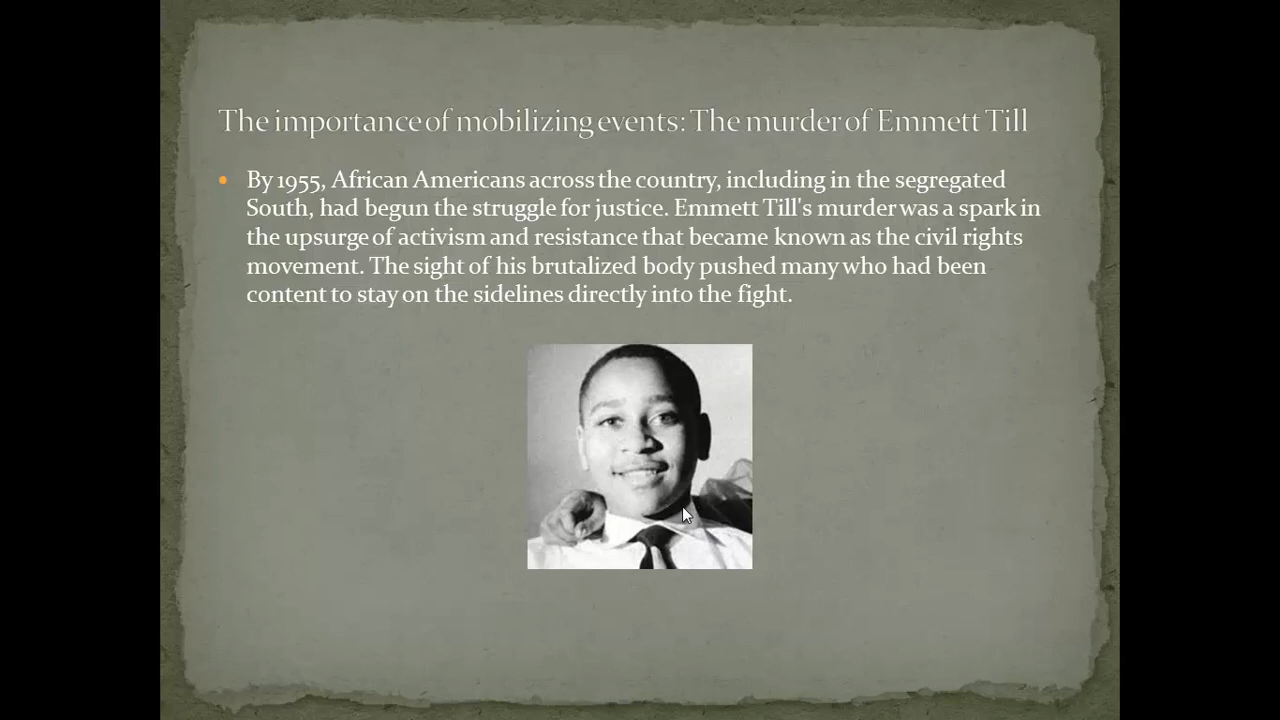 The importance of mobilizing events: The murder of Emmett Till
By 1955, African Americans across the country, including in the segregated
South, had begun the struggle for justice. Emmett Till's murder was a spark in
the upsurge of activism and resistance that became known as the civil rights
movement. The sight of his brutalized body pushed many who had been
content to stay on the sidelines directly into the fight.